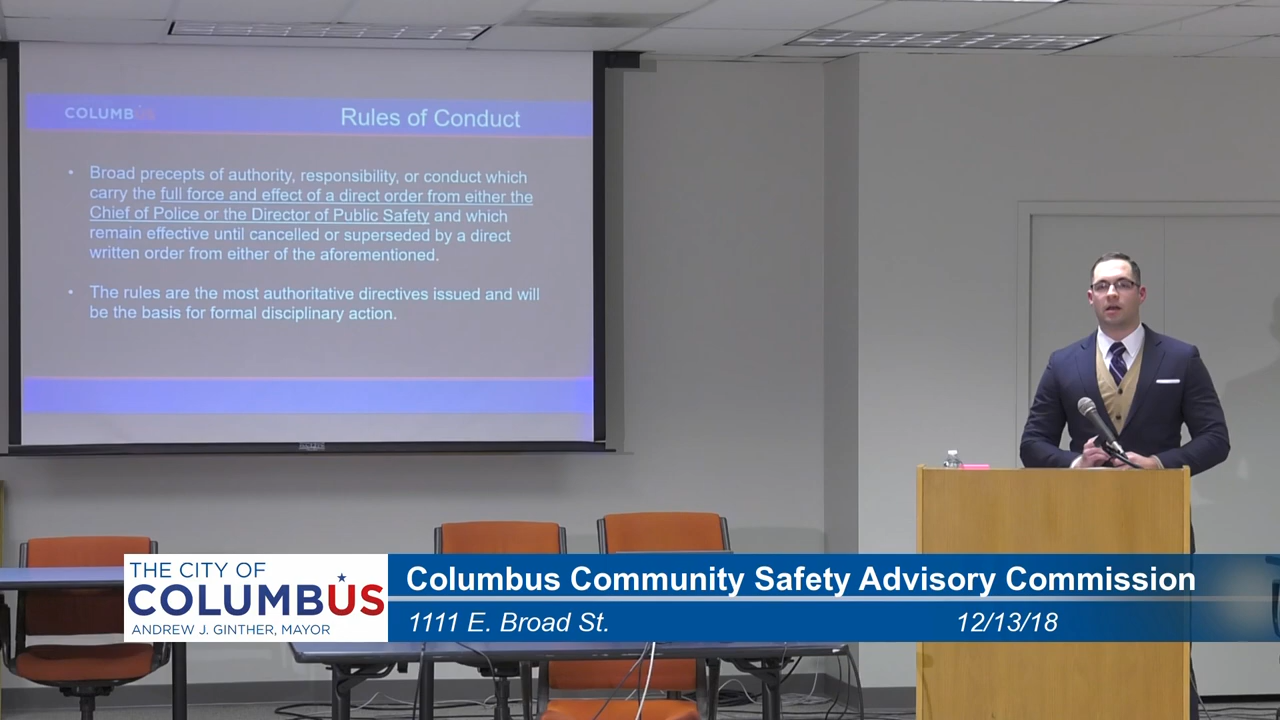 COLUMBUS
Rules of Conduct
• Broad precepts of authority, responsibility, or conduct which
carry the full force and effect of a direct order from either the
Chief of Police or the Director of Public Safety and which
remain effective until cancelled or superseded by a direct
written order from either of the aforementioned.
• The rules are the most authoritative directives issued and will
be the basis for formal disciplinary action.
THE CITY OF
COLUMBUS
ANDREW J. GINTHER, MAYOR
Columbus Community Safety Advisory Commission
1111 E. Broad St.
12/13/18